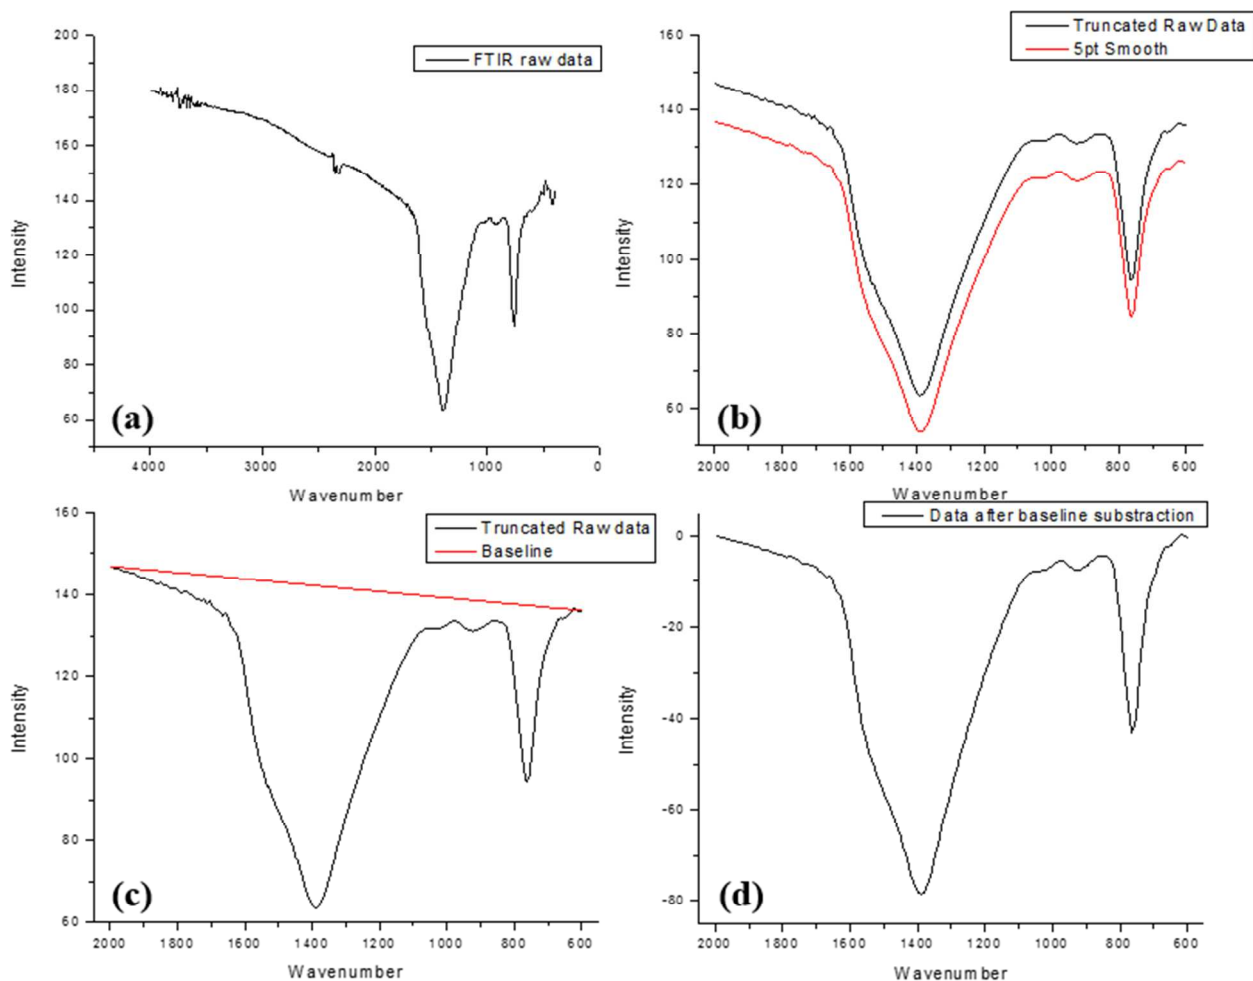 200
180
160
140
120
100
80
60
Intensity
FTIR raw data
(a)
4000 3000 2000 1000 0
Wavenumber
160
140
120
100
80
60
Intensity
Truncated Raw Data
5pt Smooth
(b)
2000 1800 1600 1400 1200 1000 800 600
Wavenumber
160
140
120
100
80
60
Intensity
Truncated Raw data
Baseline
(c)
2000 1800 1600 1400 1200 1000 800 600
Wavenumber
0
-20
-40
-60
-80
Intensity
Data after baseline substraction
(d)
2000 1800 1600 1400 1200 1000 800 600
Wavenumber